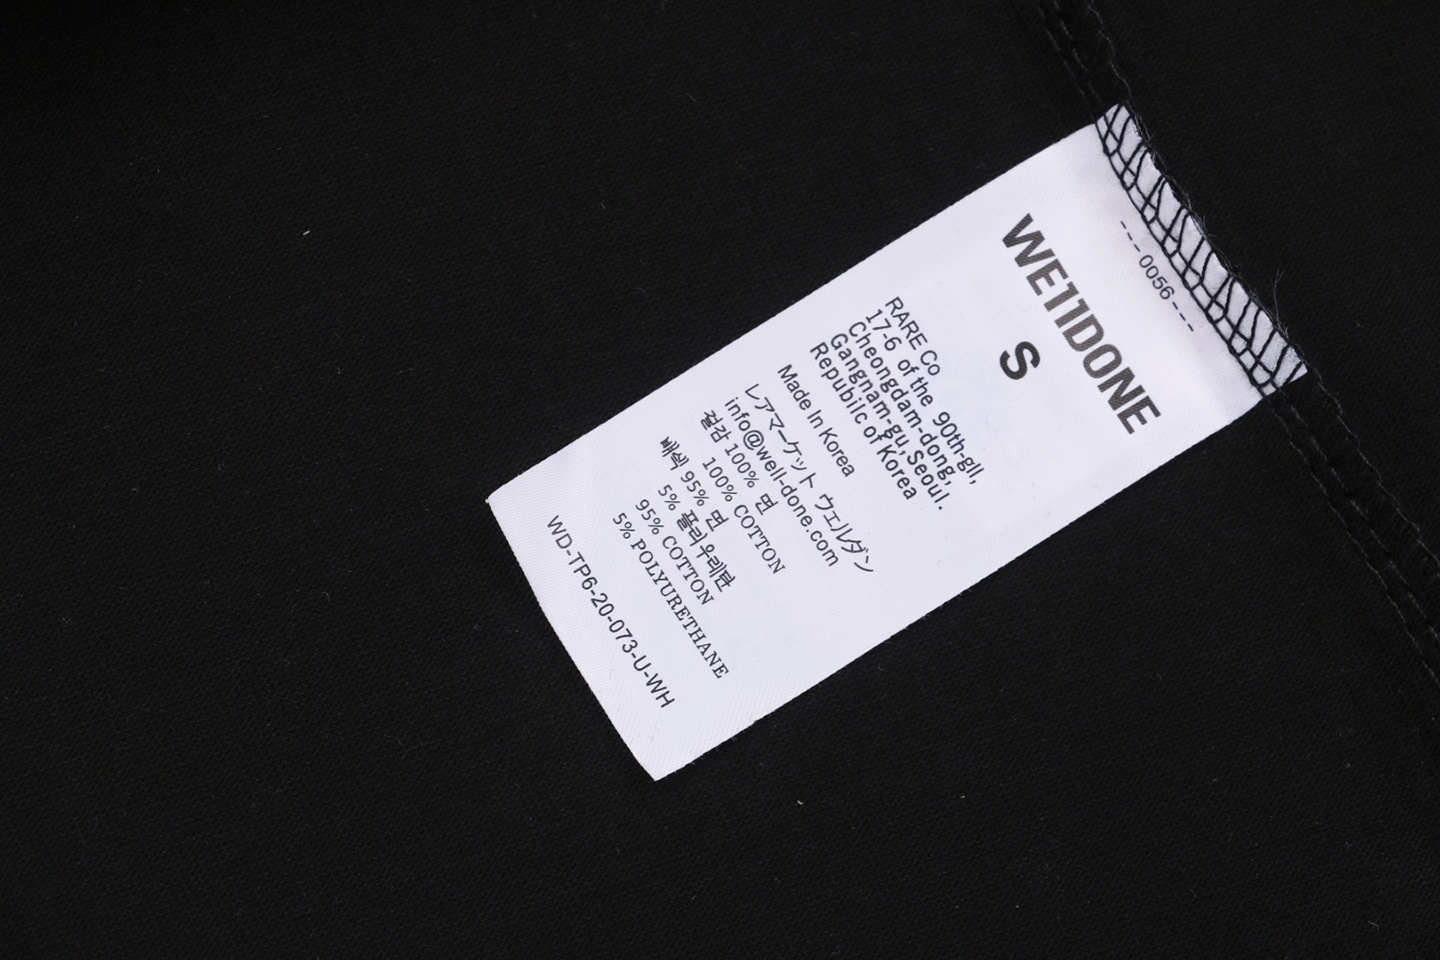 ---0056---
WE11DONE
S
RARE Co
17-6 of the 90th-gil,
Cheongdam-dong,
Gangnam-gu,Seoul.
Repubilc of Korea
Made In Korea
レアマーケット ウェルダン
info@well-done.com
겉감 100% 면
100% COTTON
배색 95% 면
5% 폴리우레탄
95% COTTON
5% POLYURETHANE
WD-TP6-20-073-U-WH